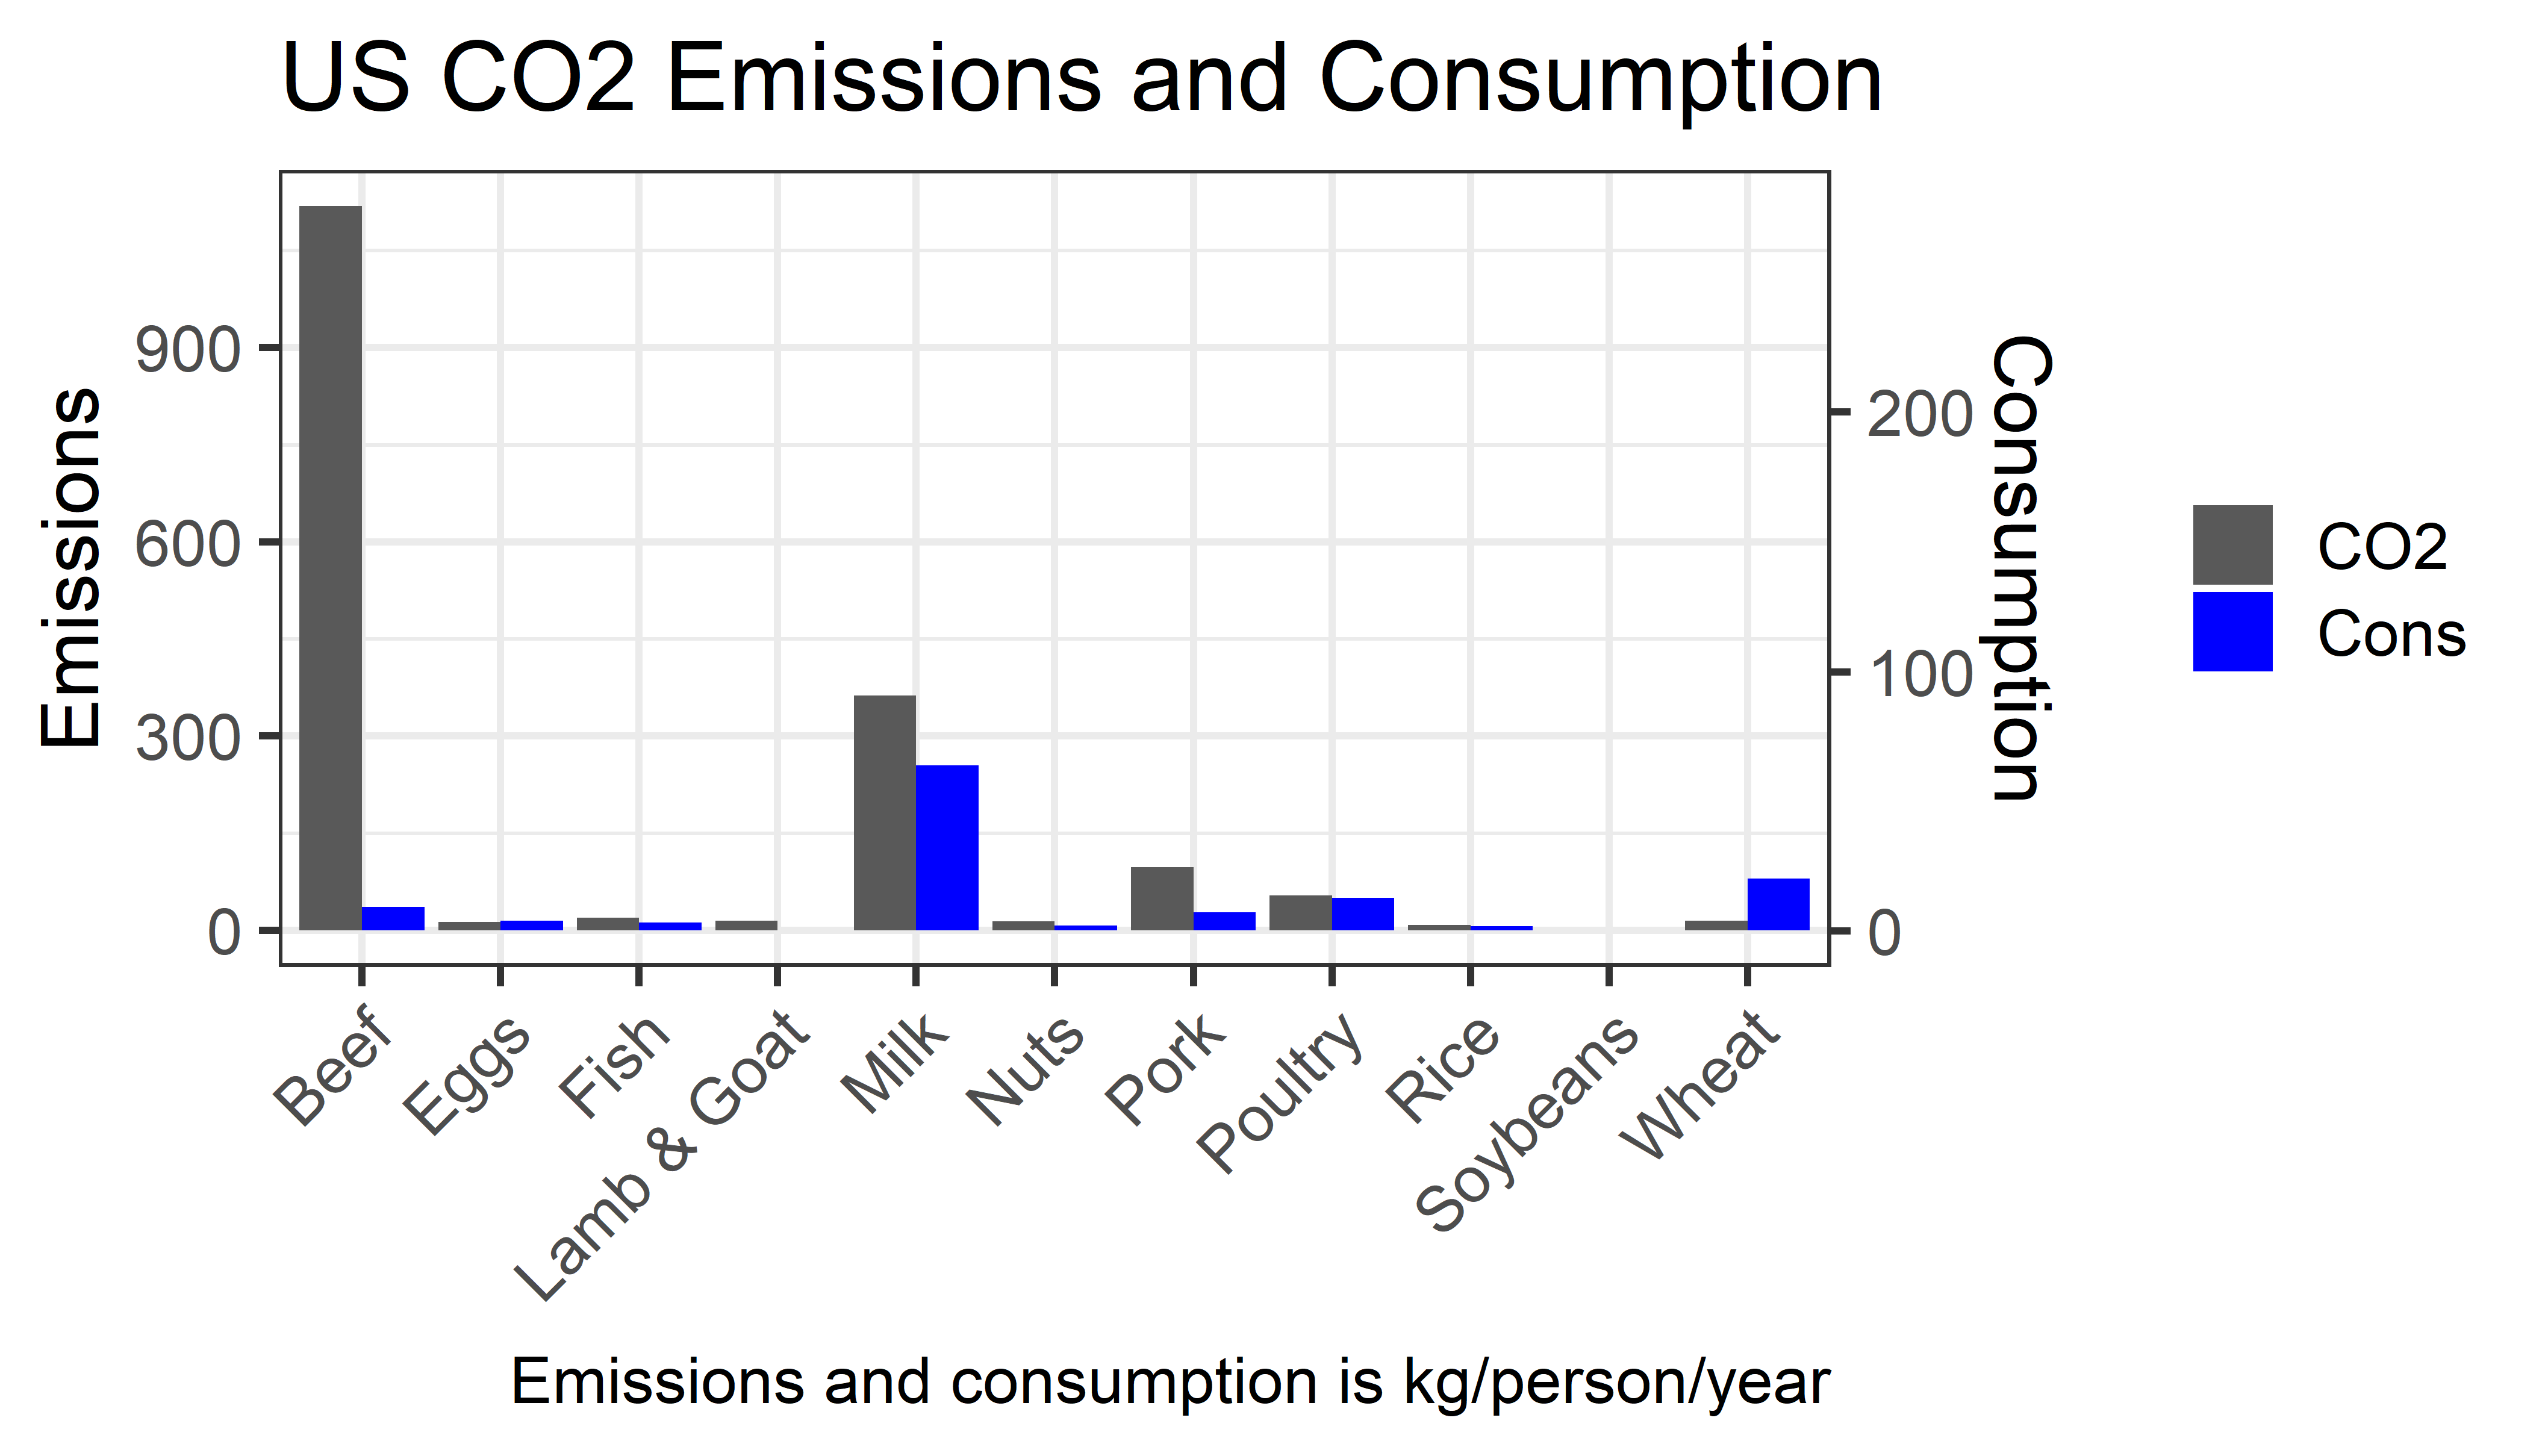 US CO2 Emissions and Consumption
Emissions
900
600
300
0
200
100
0
Consumption
CO2
Cons
Beef
Eggs
Fish
Lamb & Goat
Milk
Nuts
Pork
Poultry
Rice
Soybeans
Wheat
Emissions and consumption is kg/person/year